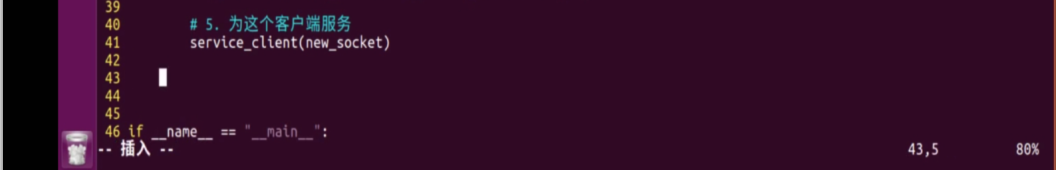 39
40         # 5. 为这个客户端服务
41         service_client(new_socket)
42
43
44
45
46 if __name__ == "__main__":
-- 插入 -- 43,5 80%